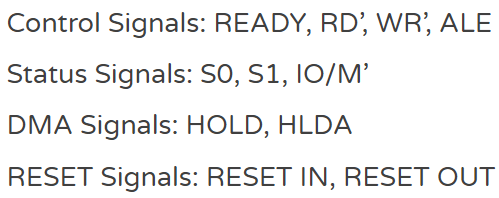 Control Signals: READY, RD’, WR’, ALE
Status Signals: S0, S1, IO/M’
DMA Signals: HOLD, HLDA
RESET Signals: RESET IN, RESET OUT